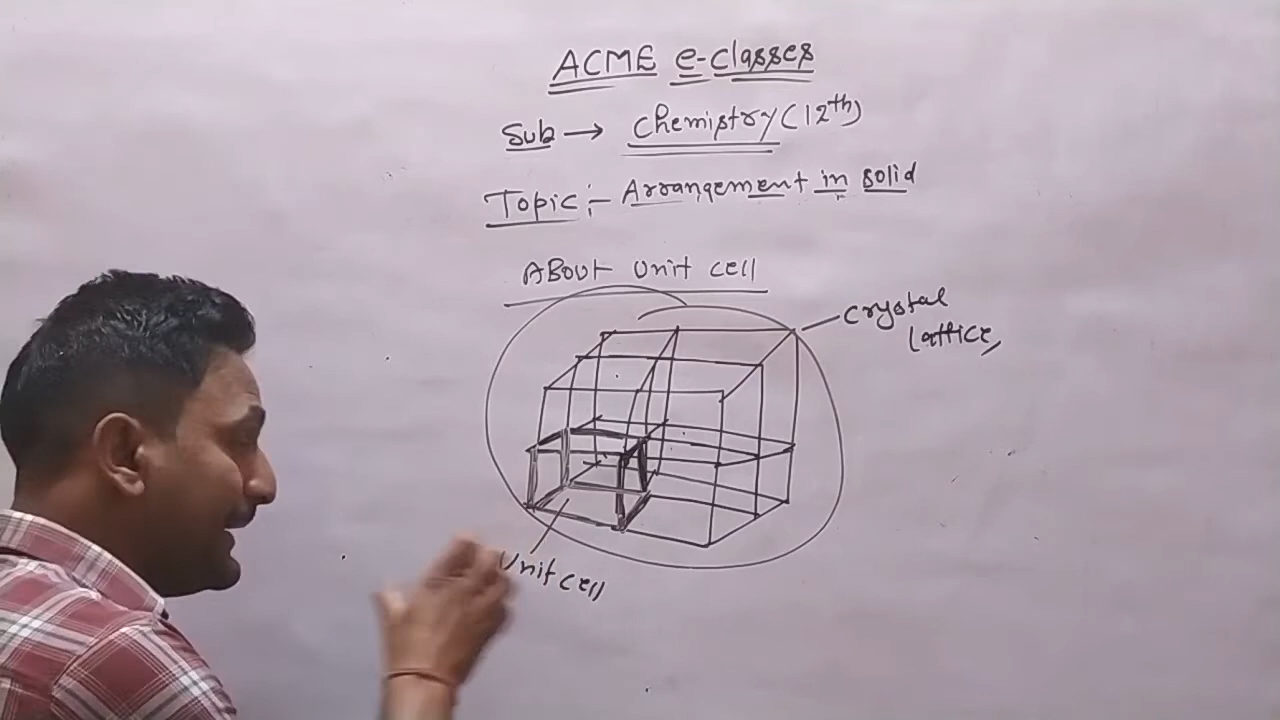 ACME e-classes
Sub → Chemistry (12th)
Topic :- Arrangement in solid
ABout unit cell
crystal
lattice,
unit cell